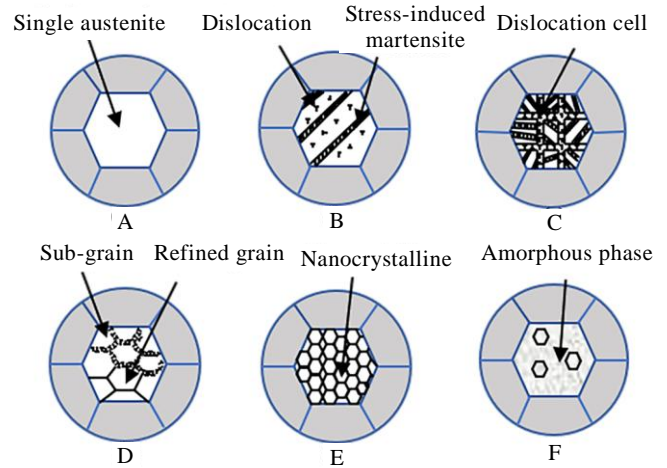 Single austenite
Dislocation
Stress-induced
martensite
Dislocation cell
A
B
C
Sub-grain
Refined grain
Nanocrystalline
Amorphous phase
D
E
F